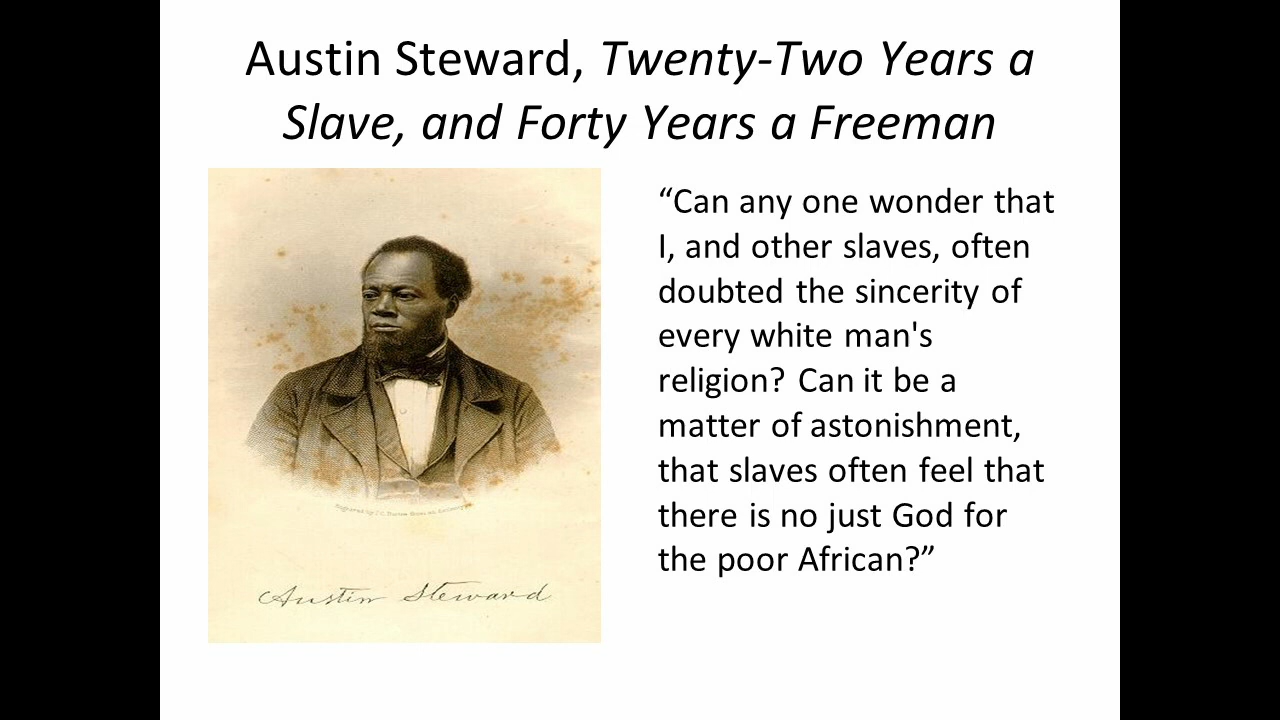 Austin Steward, Twenty-Two Years a
Slave, and Forty Years a Freeman
“Can any one wonder that
I, and other slaves, often
doubted the sincerity of
every white man's
religion? Can it be a
matter of astonishment,
that slaves often feel that
there is no just God for
the poor African?”
Engraved by J.C.
Austin Steward